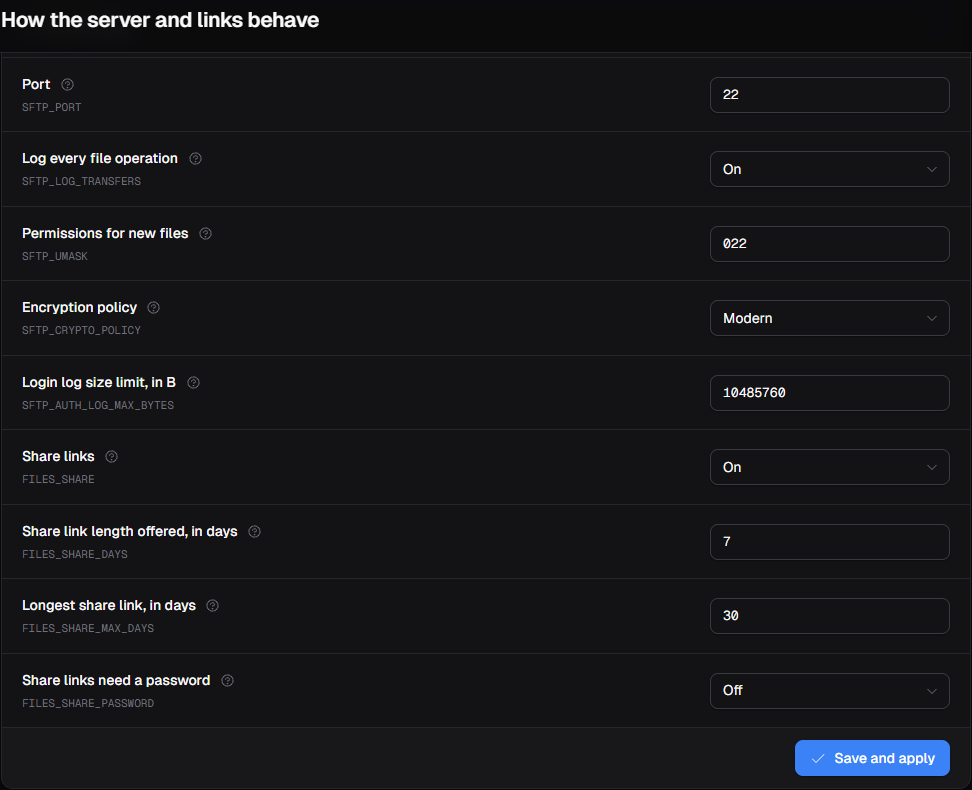 How the server and links behave
Port
SFTP_PORT
22
Log every file operation
SFTP_LOG_TRANSFERS
On
Permissions for new files
SFTP_UMASK
022
Encryption policy
SFTP_CRYPTO_POLICY
Modern
Login log size limit, in B
SFTP_AUTH_LOG_MAX_BYTES
10485760
Share links
FILES_SHARE
On
Share link length offered, in days
FILES_SHARE_DAYS
7
Longest share link, in days
FILES_SHARE_MAX_DAYS
30
Share links need a password
FILES_SHARE_PASSWORD
Off
Save and apply